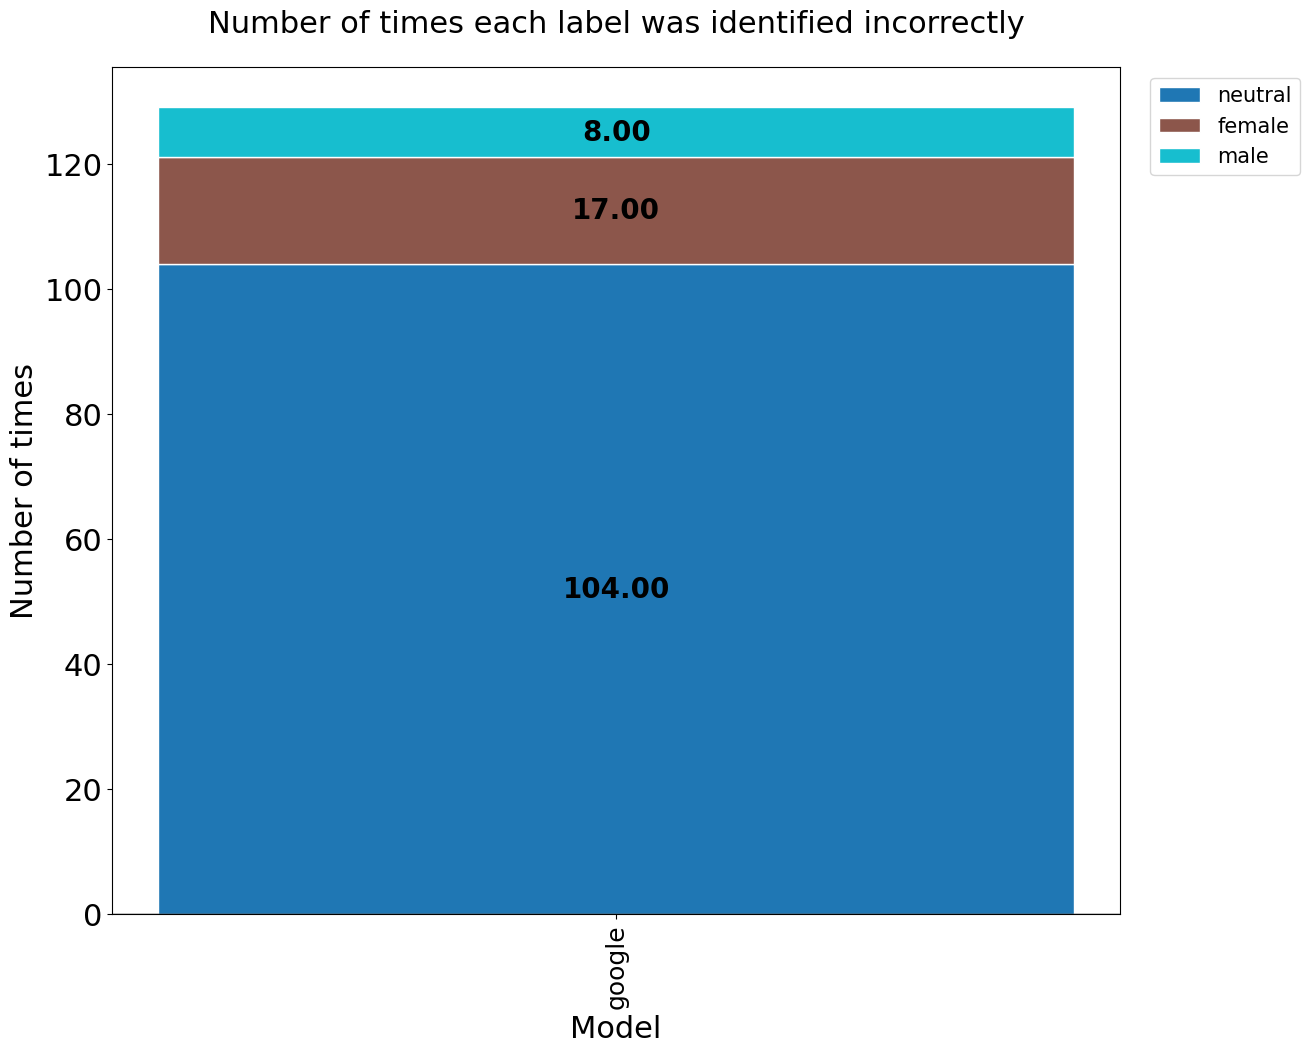 Number of times each label was identified incorrectly
neutral
female
male
8.00
17.00
104.00
120
100
80
60
40
20
0
Number of times
google
Model